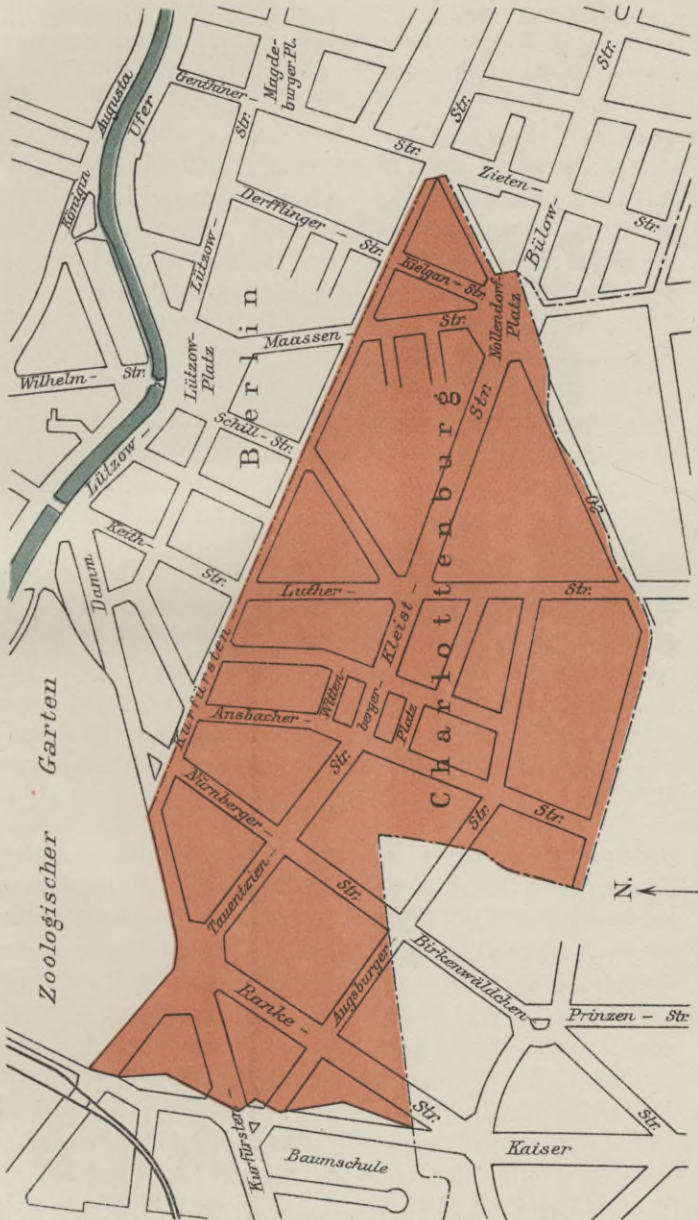 Zoologischer Garten
Königin
Augusta
Ufer
Genthiner-
Str.
Magde-
burger Pl.
Wilhelm-
Str.
Lützow-
Lützow-
Platz
Lützow-
Str.
Derfflinger-
Str.
Damm
Keith-
Str.
Schill-Str.
Maassen
Str.
Berlin
Kurfürsten
Luther-
Str.
Kleist-
Str.
Ansbacher
Str.
Witten-
berger-
Platz
Charlottenburg
Nollendorf-
Platz
Zieten-
Str.
Bülow-
Str.
Str.
Nürnberger-
Str.
Tauentzien-
Ranke-
Str.
Augsburger
Str.
Str.
Kurfürsten-
Baumschule
Birkenwäldchen
Str.
Prinzen-Str.
Kaiser
N.